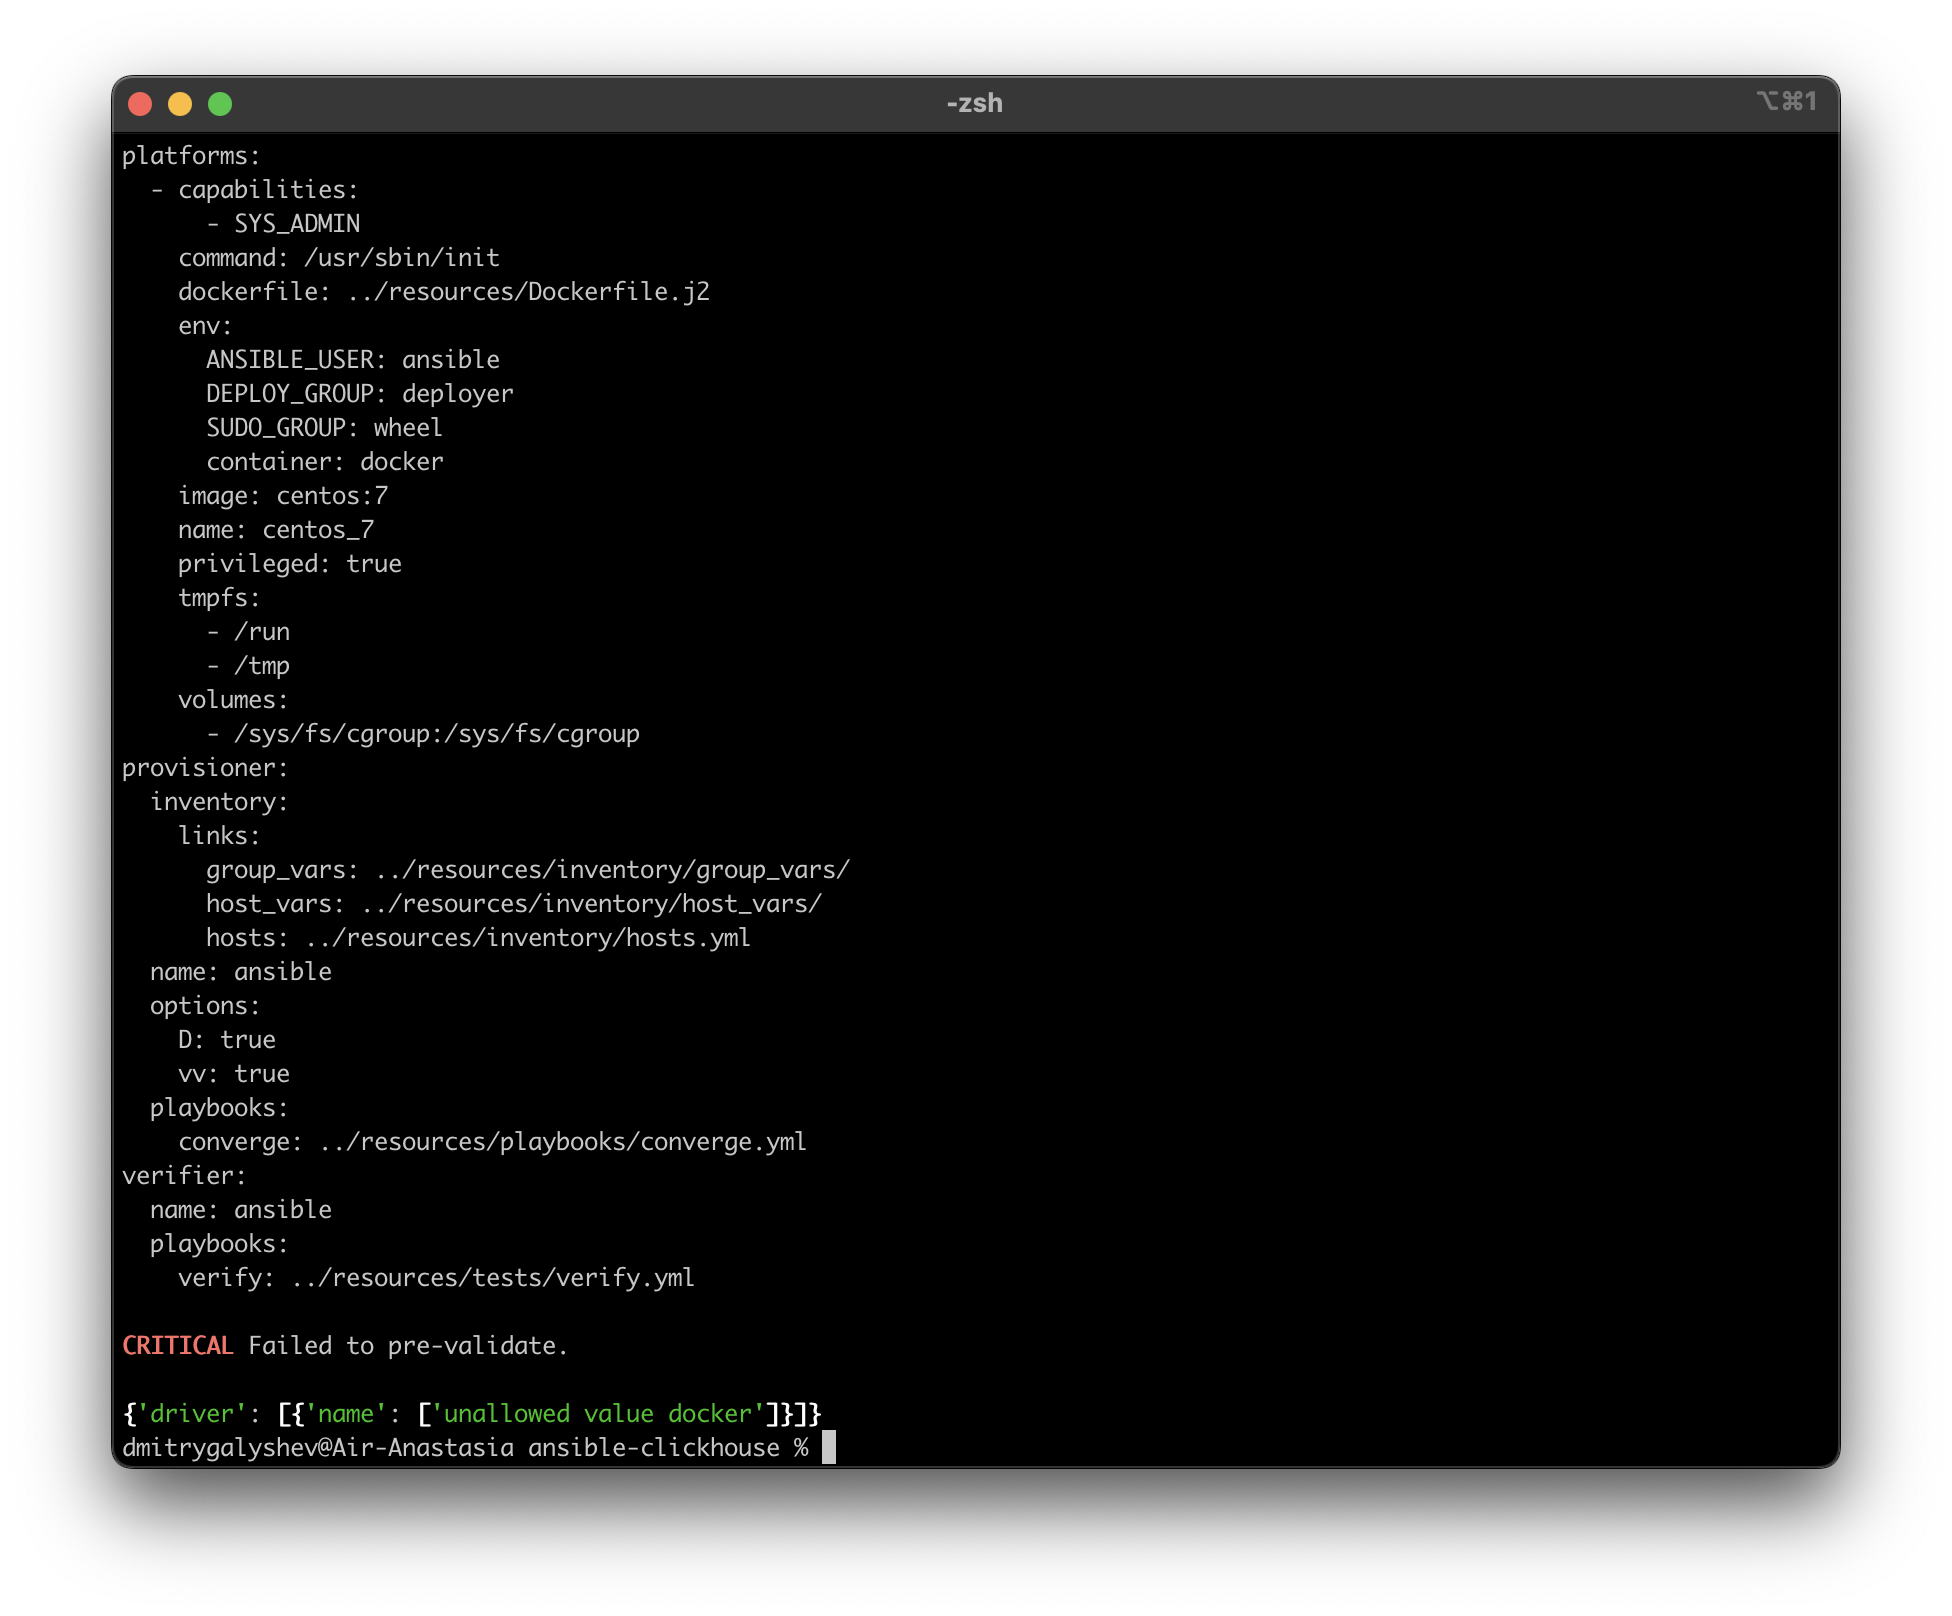 -zsh
⌥⌘1
platforms:
  - capabilities:
      - SYS_ADMIN
    command: /usr/sbin/init
    dockerfile: ../resources/Dockerfile.j2
    env:
      ANSIBLE_USER: ansible
      DEPLOY_GROUP: deployer
      SUDO_GROUP: wheel
      container: docker
    image: centos:7
    name: centos_7
    privileged: true
    tmpfs:
      - /run
      - /tmp
    volumes:
      - /sys/fs/cgroup:/sys/fs/cgroup
provisioner:
  inventory:
    links:
      group_vars: ../resources/inventory/group_vars/
      host_vars: ../resources/inventory/host_vars/
      hosts: ../resources/inventory/hosts.yml
  name: ansible
  options:
    D: true
    vv: true
  playbooks:
    converge: ../resources/playbooks/converge.yml
verifier:
  name: ansible
  playbooks:
    verify: ../resources/tests/verify.yml
CRITICAL Failed to pre-validate.
{'driver': [{'name': ['unallowed value docker']}]}
dmitrygalyshev@Air-Anastasia ansible-clickhouse %